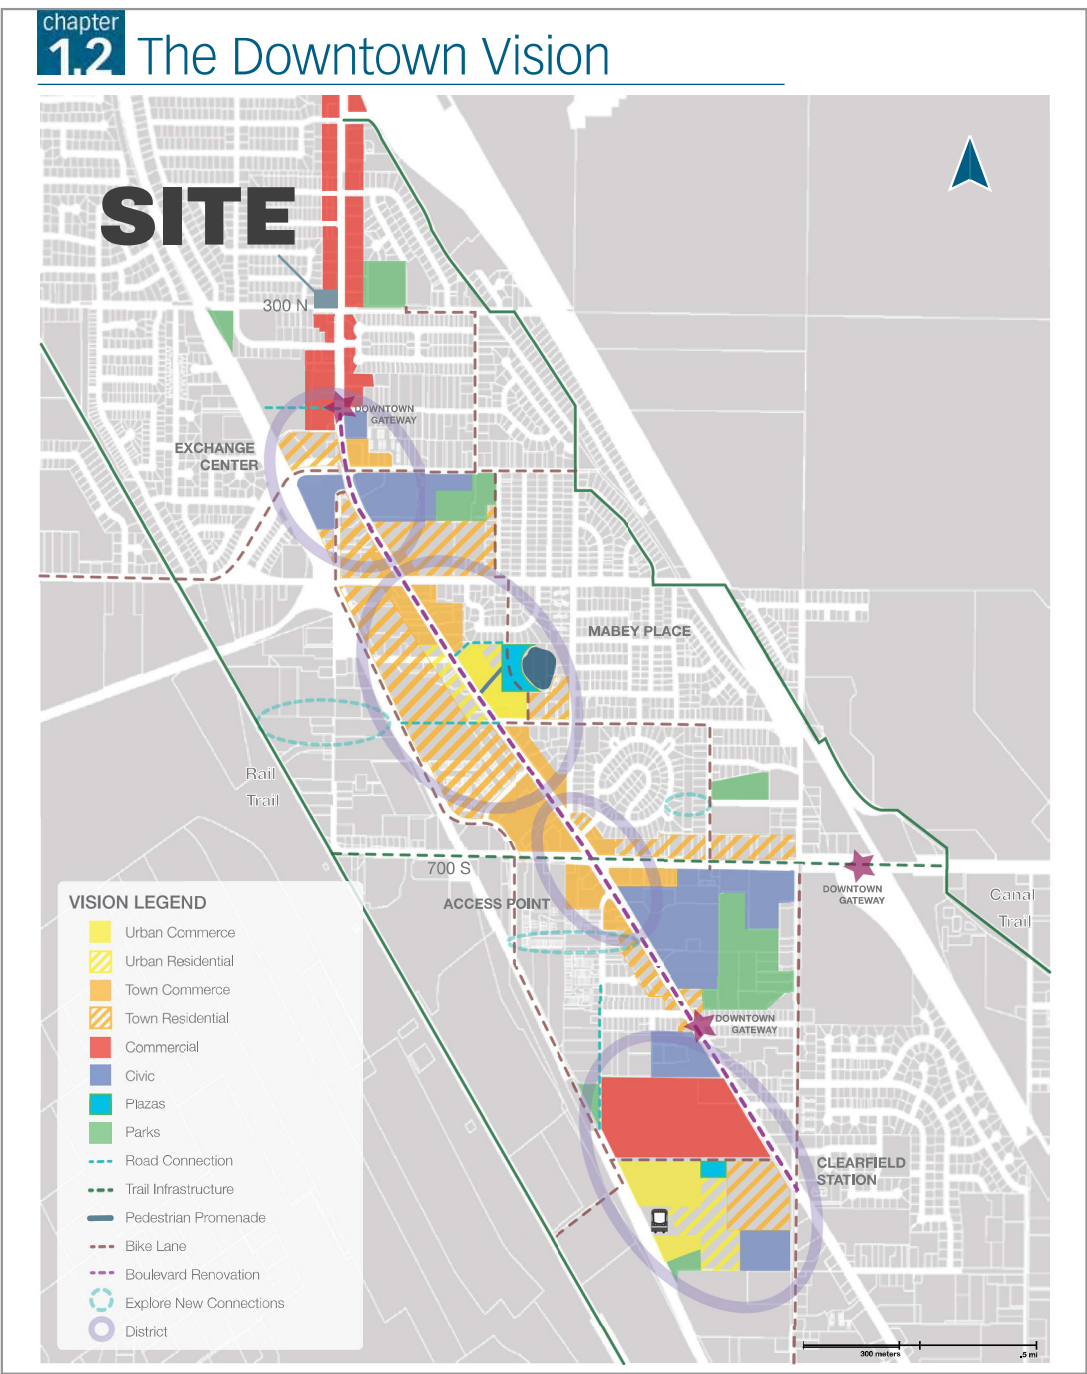 chapter
1.2 The Downtown Vision
SITE
300 N
DOWNTOWN
GATEWAY
EXCHANGE
CENTER
MABEY PLACE
Rail
Trail
700 S
ACCESS POINT
DOWNTOWN
GATEWAY
Canal
Trail
DOWNTOWN
GATEWAY
CLEARFIELD
STATION
VISION LEGEND
Urban Commerce
Urban Residential
Town Commerce
Town Residential
Commercial
Civic
Plazas
Parks
Road Connection
Trail Infrastructure
Pedestrian Promenade
Bike Lane
Boulevard Renovation
Explore New Connections
District
300 meters
.5 mi